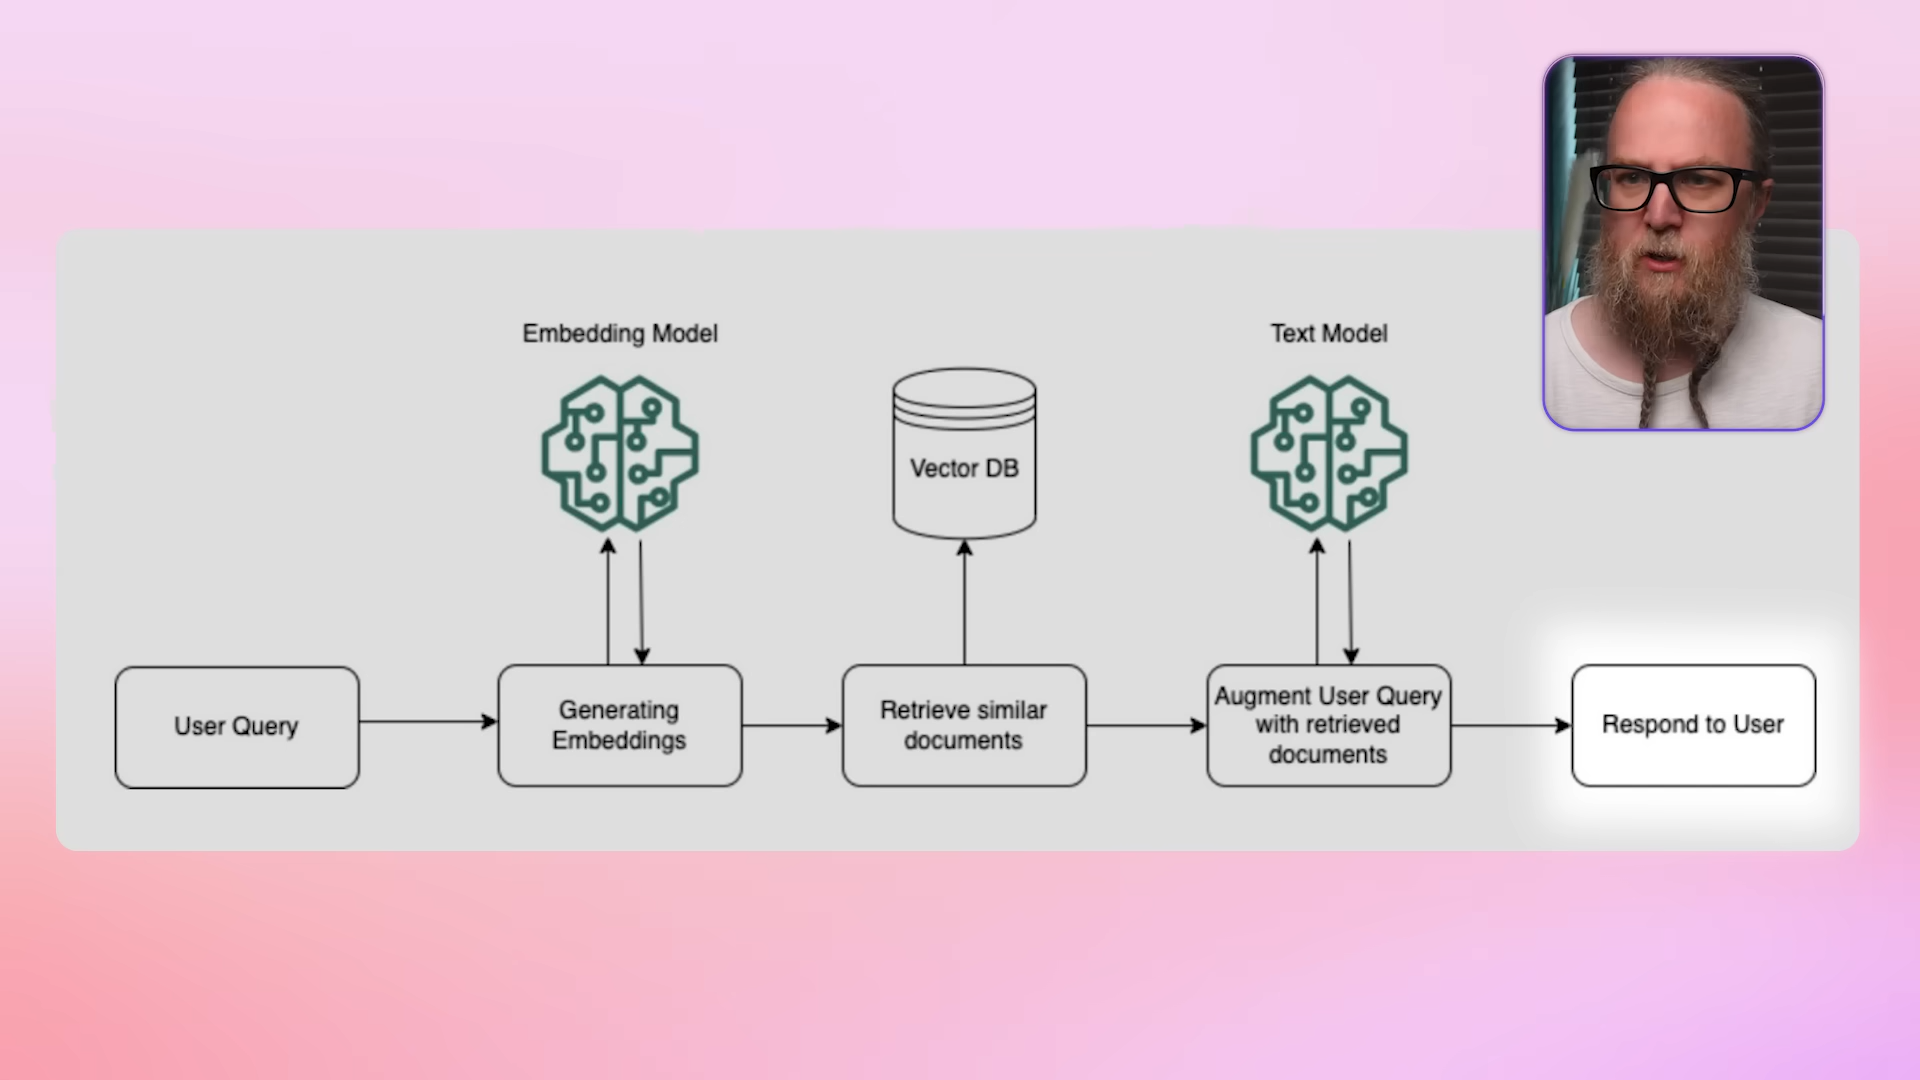 Embedding Model
Text Model
Vector DB
User Query
Generating
Embeddings
Retrieve similar
documents
Augment User Query
with retrieved
documents
Respond to User